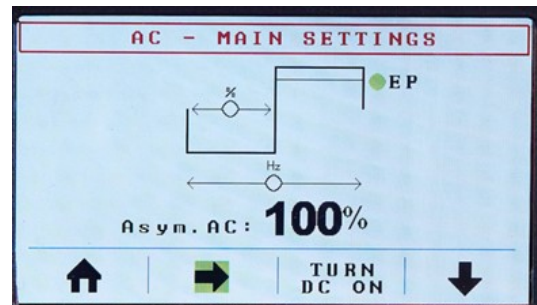 AC - MAIN SETTINGS
%
EP
Hz
Asym.AC: 100%
TURN
DC ON